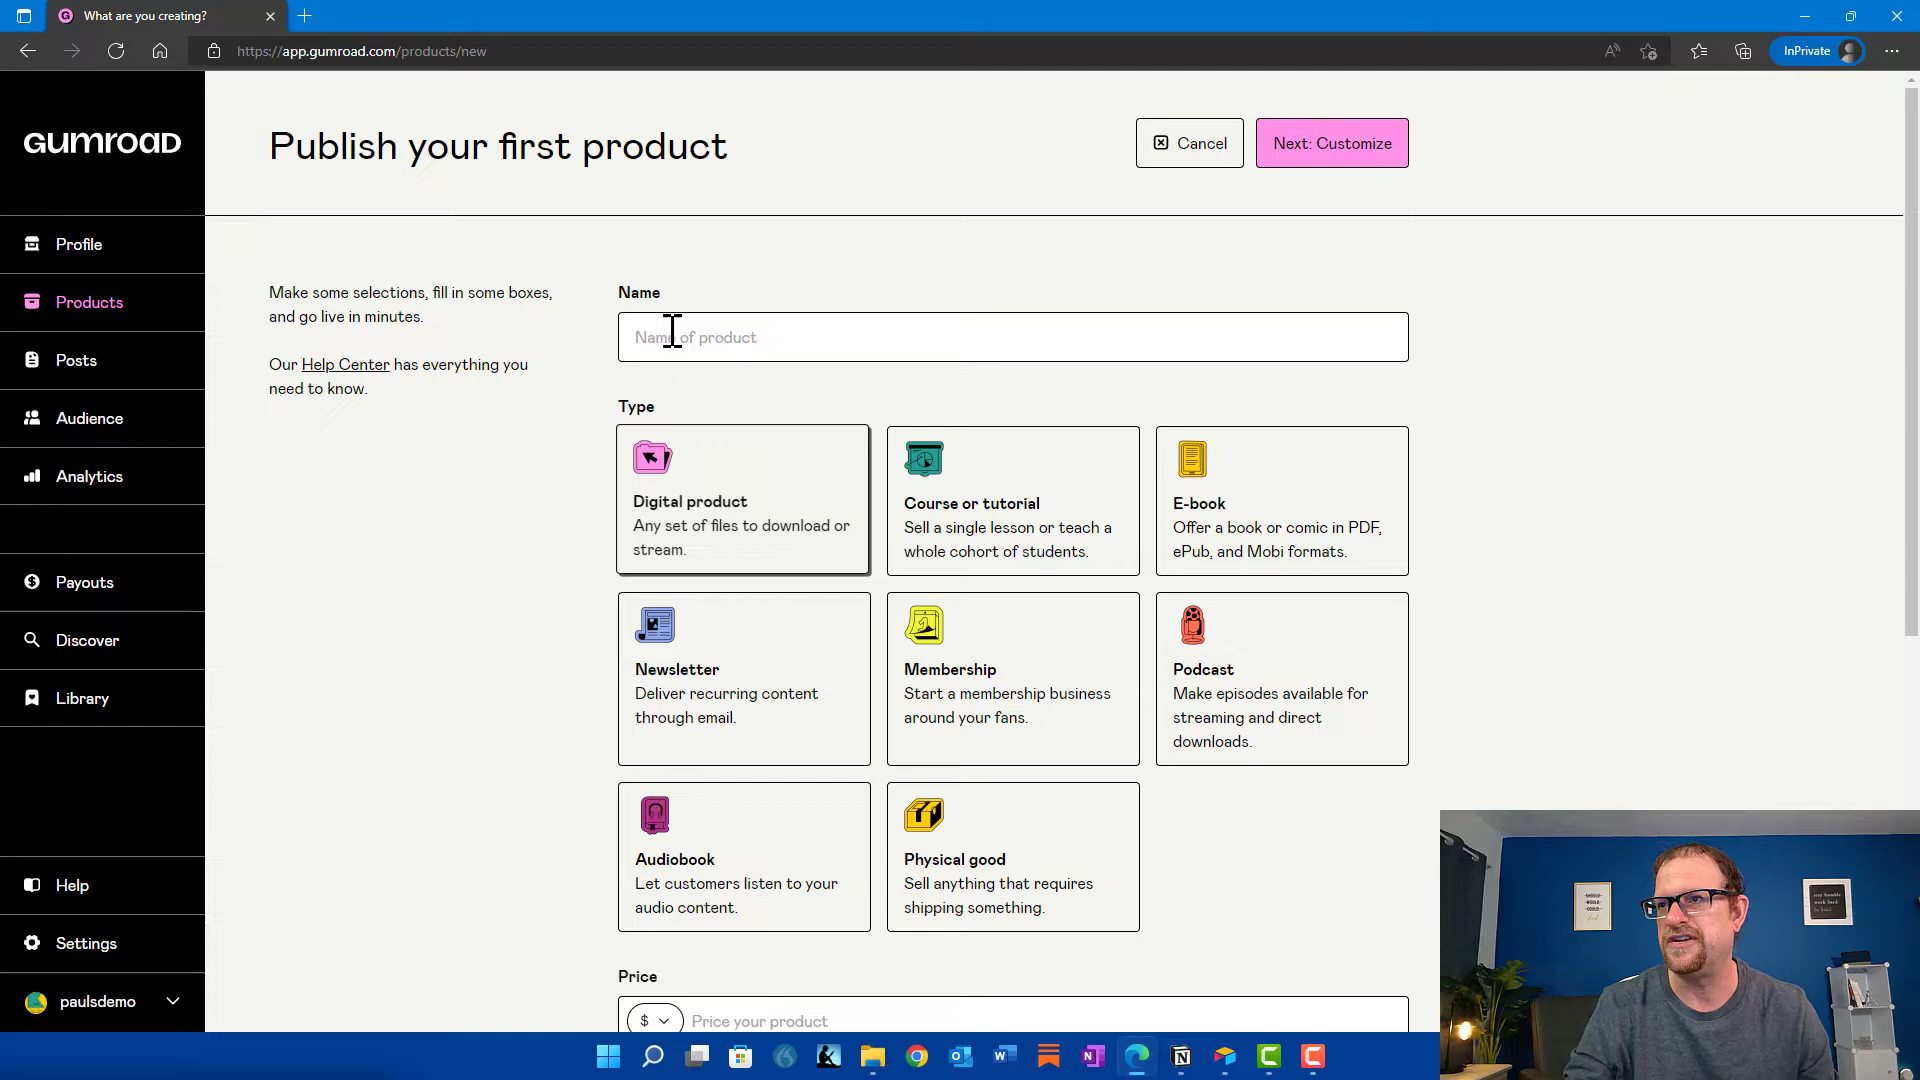 What are you creating?
https://app.gumroad.com/products/new
InPrivate
GUMROAD
Publish your first product
Cancel
Next: Customize
Profile
Products
Posts
Audience
Analytics
Payouts
Discover
Library
Help
Settings
paulsdemo
Make some selections, fill in some boxes,
and go live in minutes.
Our Help Center has everything you
need to know.
Name
Name of product
Type
Digital product
Any set of files to download or
stream.
Course or tutorial
Sell a single lesson or teach a
whole cohort of students.
E-book
Offer a book or comic in PDF,
ePub, and Mobi formats.
Newsletter
Deliver recurring content
through email.
Membership
Start a membership business
around your fans.
Podcast
Make episodes available for
streaming and direct
downloads.
Audiobook
Let customers listen to your
audio content.
Physical good
Sell anything that requires
shipping something.
Price
$
Price your product